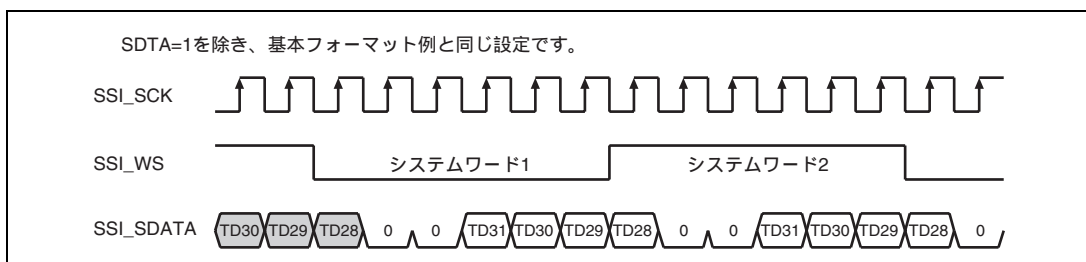 SDTA=1を除き、基本フォーマット例と同じ設定です。
SSI_SCK
SSI_WS システムワード1 システムワード2
SSI_SDATA TD30 TD29 TD28 0 0 TD31 TD30 TD29 TD28 0 0 TD31 TD30 TD29 TD28 0